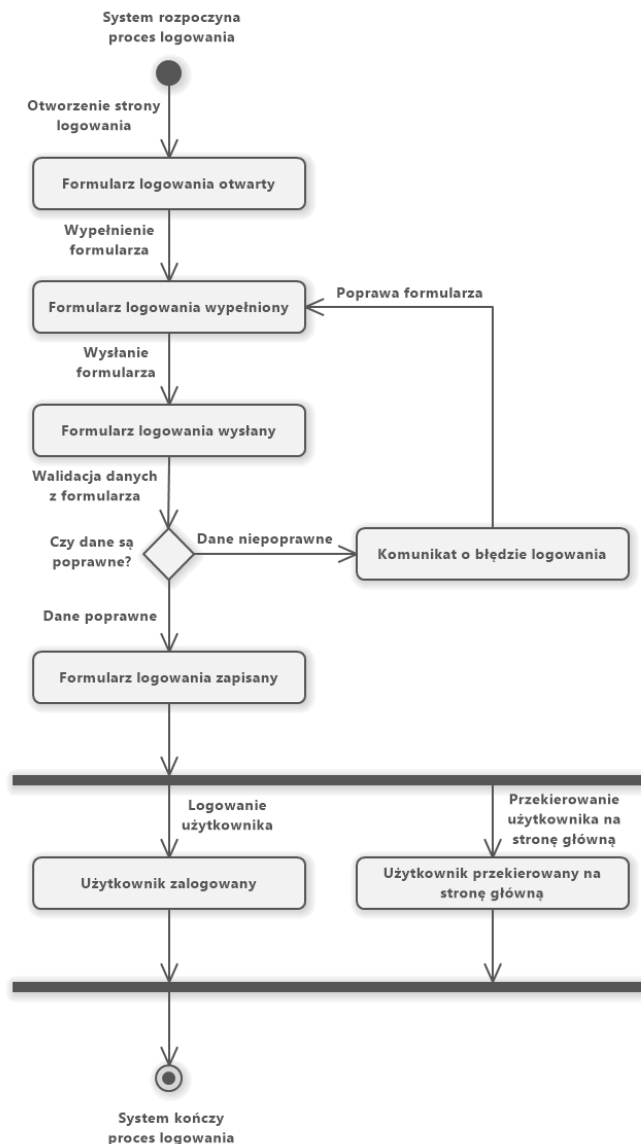 System rozpoczyna
proces logowania
Otworzenie strony
logowania
Formularz logowania otwarty
Wypełnienie
formularza
Formularz logowania wypełniony
Poprawa formularza
Wysłanie
formularza
Formularz logowania wysłany
Walidacja danych
z formularza
Czy dane są
poprawne?
Dane niepoprawne
Komunikat o błędzie logowania
Dane poprawne
Formularz logowania zapisany
Logowanie
użytkownika
Przekierowanie
użytkownika na
stronę główną
Użytkownik zalogowany
Użytkownik przekierowany na
stronę główną
System kończy
proces logowania